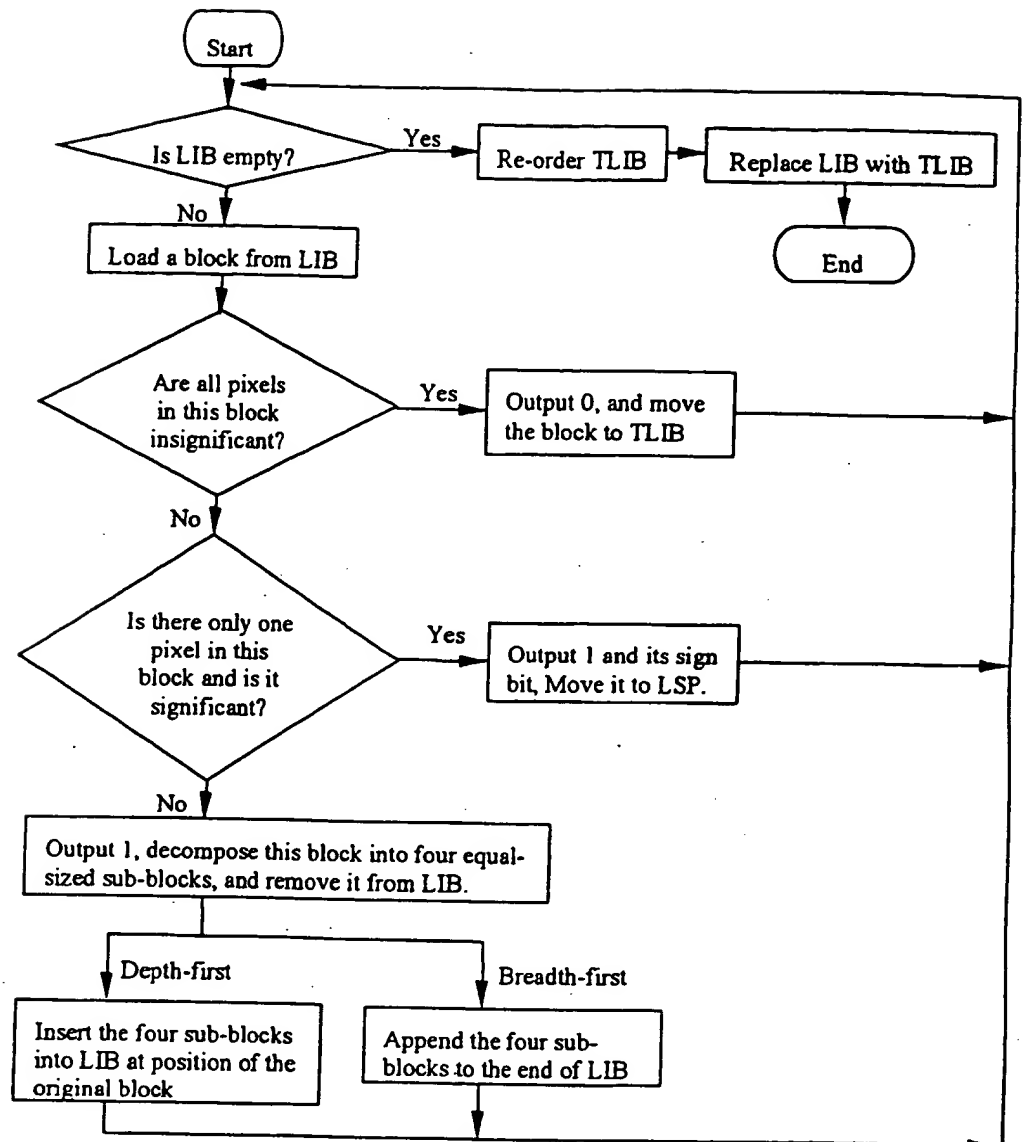 Start
Is LIB empty?
Yes
Re-order TLIB
Replace LIB with TLIB
No
Load a block from LIB
End
Are all pixels
in this block
insignificant?
Yes
Output 0, and move
the block to TLIB
No
Is there only one
pixel in this
block and is it
significant?
Yes
Output 1 and its sign
bit, Move it to LSP.
No
Output 1, decompose this block into four equal-
sized sub-blocks, and remove it from LIB.
Depth-first
Breadth-first
Insert the four sub-blocks
into LIB at position of the
original block
Append the four sub-
blocks to the end of LIB